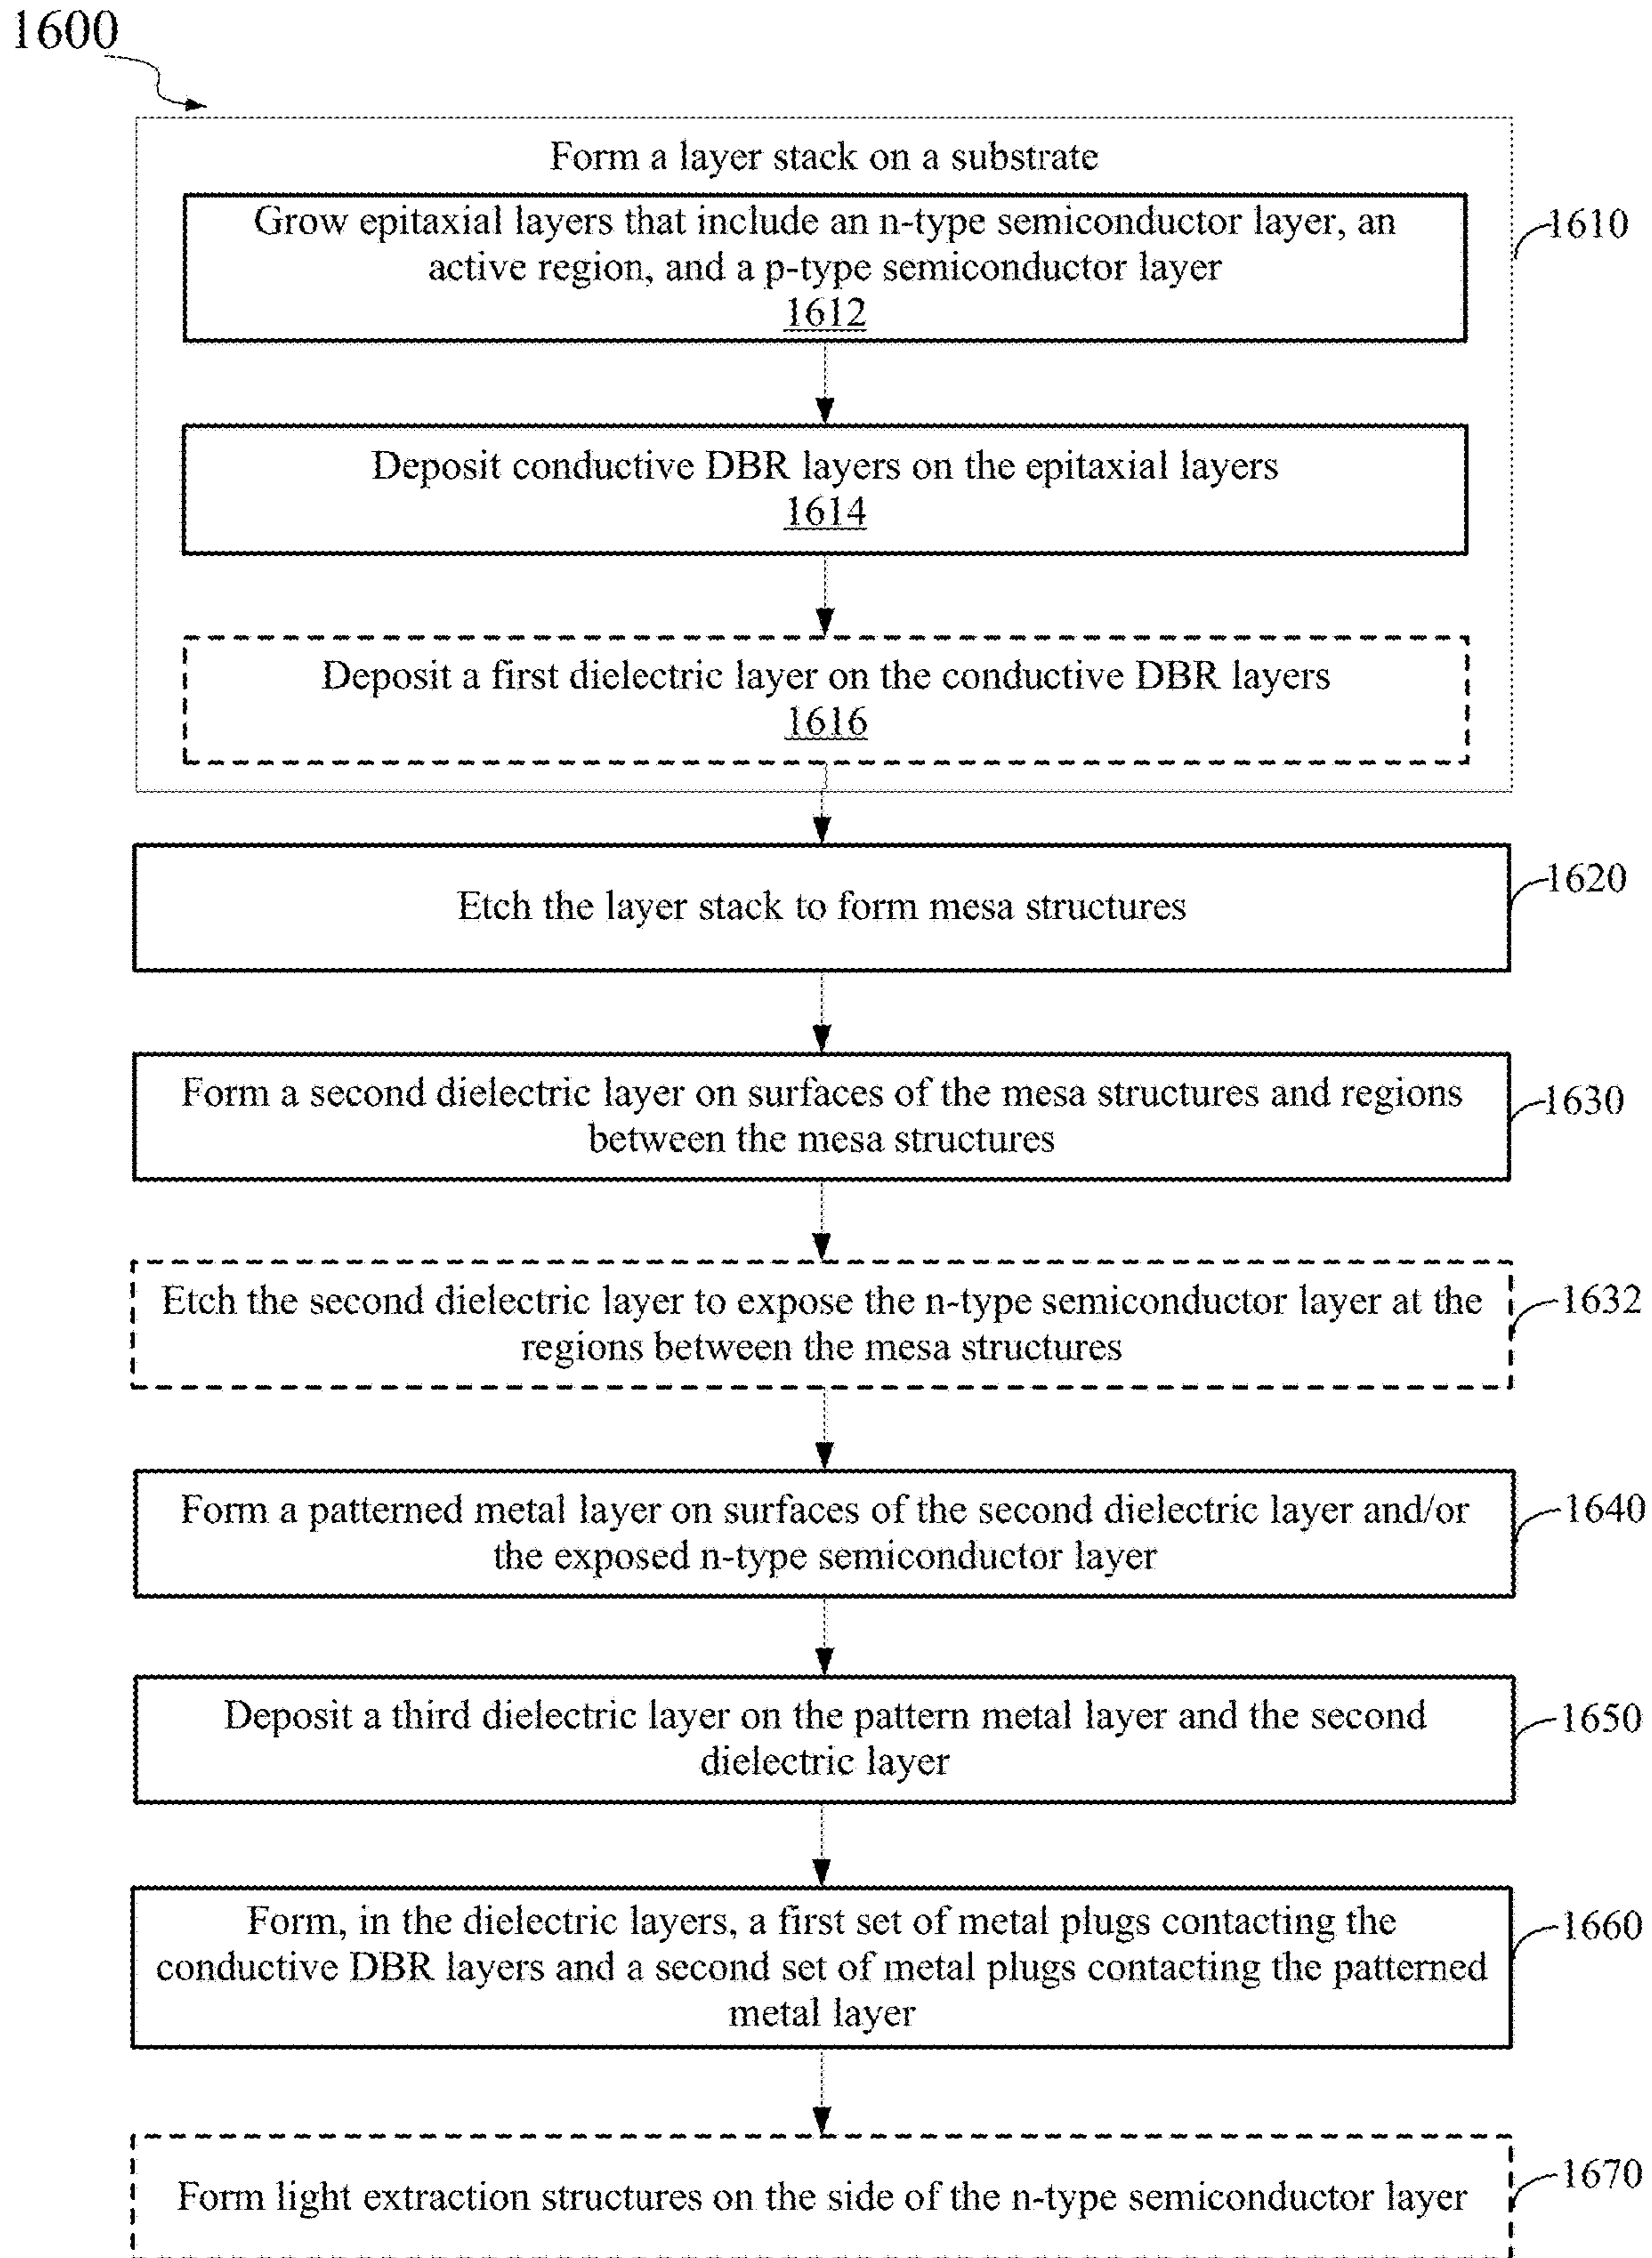 1600
Form a layer stack on a substrate
Grow epitaxial layers that include an n-type semiconductor layer, an
active region, and a p-type semiconductor layer
1612
1610
Deposit conductive DBR layers on the epitaxial layers
1614
Deposit a first dielectric layer on the conductive DBR layers
1616
Etch the layer stack to form mesa structures
1620
Form a second dielectric layer on surfaces of the mesa structures and regions
between the mesa structures
1630
Etch the second dielectric layer to expose the n-type semiconductor layer at the
regions between the mesa structures
1632
Form a patterned metal layer on surfaces of the second dielectric layer and/or
the exposed n-type semiconductor layer
1640
Deposit a third dielectric layer on the pattern metal layer and the second
dielectric layer
1650
Form, in the dielectric layers, a first set of metal plugs contacting the
conductive DBR layers and a second set of metal plugs contacting the patterned
metal layer
1660
Form light extraction structures on the side of the n-type semiconductor layer
1670